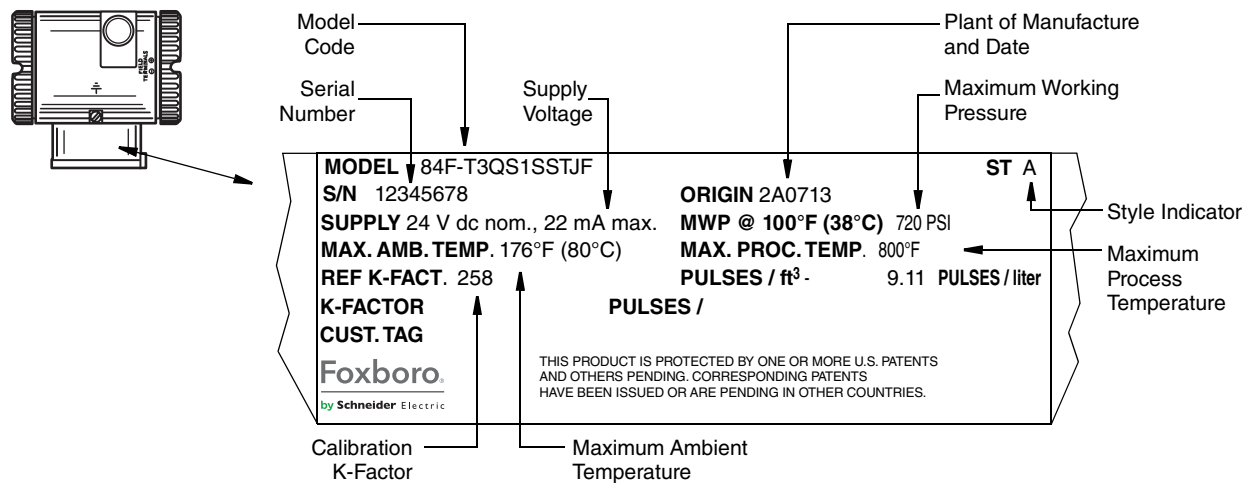 Model
Code
Serial
Number
Supply
Voltage
Plant of Manufacture
and Date
Maximum Working
Pressure
FIELD
TERMINALS
MODEL 84F-T3QS1SSTJF ST A
S/N 12345678 ORIGIN 2A0713
SUPPLY 24 V dc nom., 22 mA max. MWP @ 100°F (38°C) 720 PSI
MAX. AMB. TEMP. 176°F (80°C) MAX. PROC. TEMP. 800°F
REF K-FACT. 258 PULSES / ft³ - 9.11 PULSES / liter
K-FACTOR PULSES /
CUST. TAG
Foxboro®
by Schneider Electric
THIS PRODUCT IS PROTECTED BY ONE OR MORE U.S. PATENTS
AND OTHERS PENDING. CORRESPONDING PATENTS
HAVE BEEN ISSUED OR ARE PENDING IN OTHER COUNTRIES.
Style Indicator
Maximum
Process
Temperature
Calibration
K-Factor
Maximum Ambient
Temperature